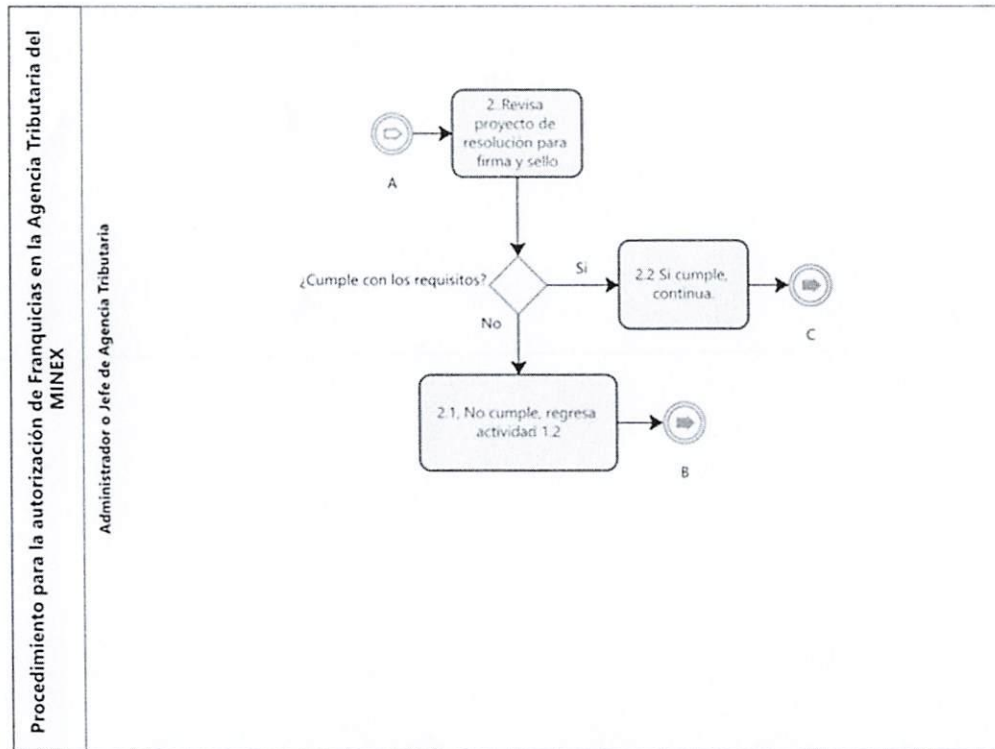 Procedimiento para la autorización de Franquicias en la Agencia Tributaria del
MINEX
Administrador o Jefe de Agencia Tributaria
A
2. Revisa
proyecto de
resolución para
firma y sello
¿Cumple con los requisitos?
Si
2.2 Si cumple,
continua.
C
No
2.1, No cumple, regresa
actividad 1.2
B